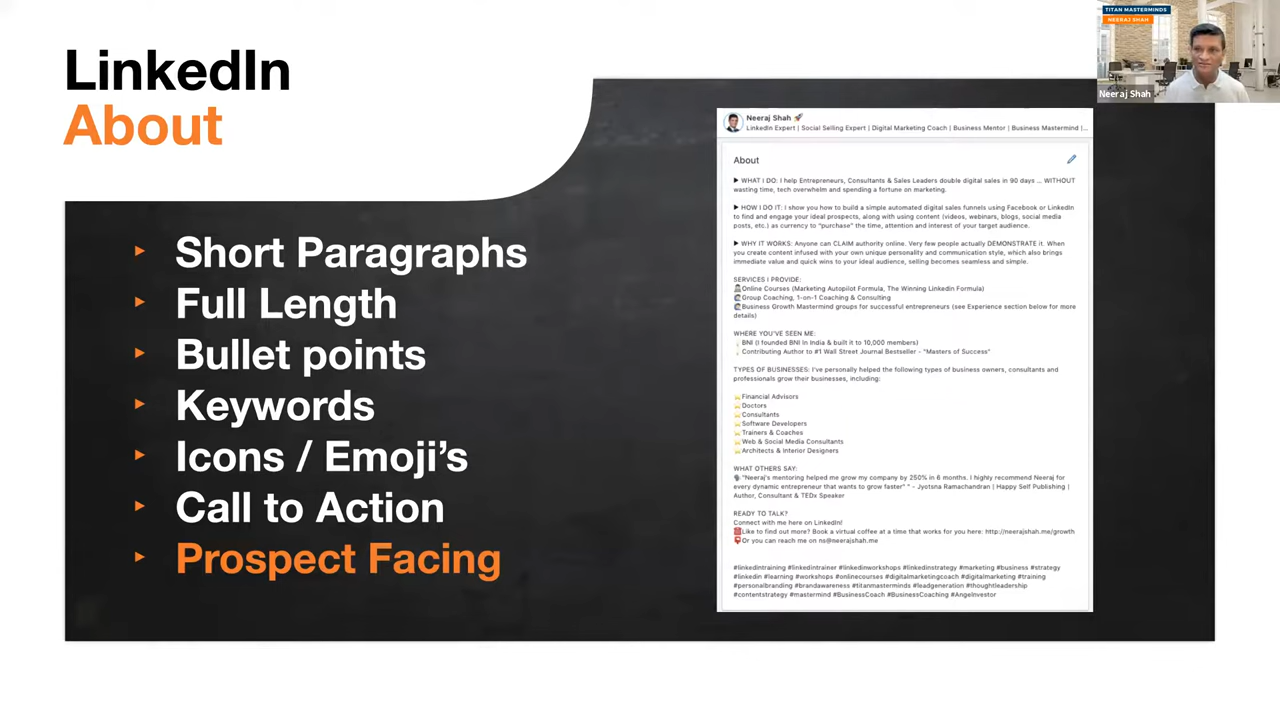 LinkedIn
About
Short Paragraphs
Full Length
Bullet points
Keywords
Icons / Emoji's
Call to Action
Prospect Facing
TITAN MASTERMINDS
NEERAJ SHAH
Neeraj Shah
Neeraj Shah 🚀
LinkedIn Expert | Social Selling Expert | Digital Marketing Coach | Business Mentor | Business Mastermind |...
About
► WHAT I DO: I help Entrepreneurs, Consultants & Sales Leaders double digital sales in 90 days ... WITHOUT
wasting time, tech overwhelm and spending a fortune on marketing.
► HOW I DO IT: I show you how to build a simple automated digital sales funnels using Facebook or LinkedIn
to find and engage your ideal prospects, along with using content (videos, webinars, blogs, social media
posts, etc.) as currency to "purchase" the time, attention and interest of your target audience.
► WHY IT WORKS: Anyone can CLAIM authority online. Very few people actually DEMONSTRATE it. When
you create content infused with your own unique personality and communication style, which also brings
immediate value and quick wins to your ideal audience, selling becomes seamless and simple.
SERVICES I PROVIDE:
Online Courses (Marketing Autopilot Formula, The Winning Linkedin Formula)
Group Coaching, 1-on-1 Coaching & Consulting
Business Growth Mastermind groups for successful entrepreneurs (see Experience section below for more
details)
WHERE YOU'VE SEEN ME:
BNI (I founded BNI in India & built it to 10,000 members)
Contributing Author to #1 Wall Street Journal Bestseller - "Masters of Success"
TYPES OF BUSINESSES: I've personally helped the following types of business owners, consultants and
professionals grow their businesses, including:
Financial Advisors
Doctors
Consultants
Software Developers
Trainers & Coaches
Web & Social Media Consultants
Architects & Interior Designers
WHAT OTHERS SAY:
"Neeraj's mentoring helped me grow my company by 250% in 6 months. I highly recommend Neeraj for
every dynamic entrepreneur that wants to grow faster" " - Jyotsna Ramachandran | Happy Self Publishing |
Author, Consultant & TEDx Speaker
READY TO TALK?
Connect with me here on LinkedIn!
Like to find out more? Book a virtual coffee at a time that works for you here: http://neerajshah.me/growth
Or you can reach me on ns@neerajshah.me
#linkedintraining #linkedintrainer #linkedinworkshops #linkedinstrategy #marketing #business #strategy
#linkedin #learning #workshops #onlinecourses #digitalmarketingcoach #digitalmarketing #training
#personalbranding #brandawareness #titanmasterminds #leadgeneration #thoughtleadership
#contentstrategy #mastermind #BusinessCoach #BusinessCoaching #AngelInvestor